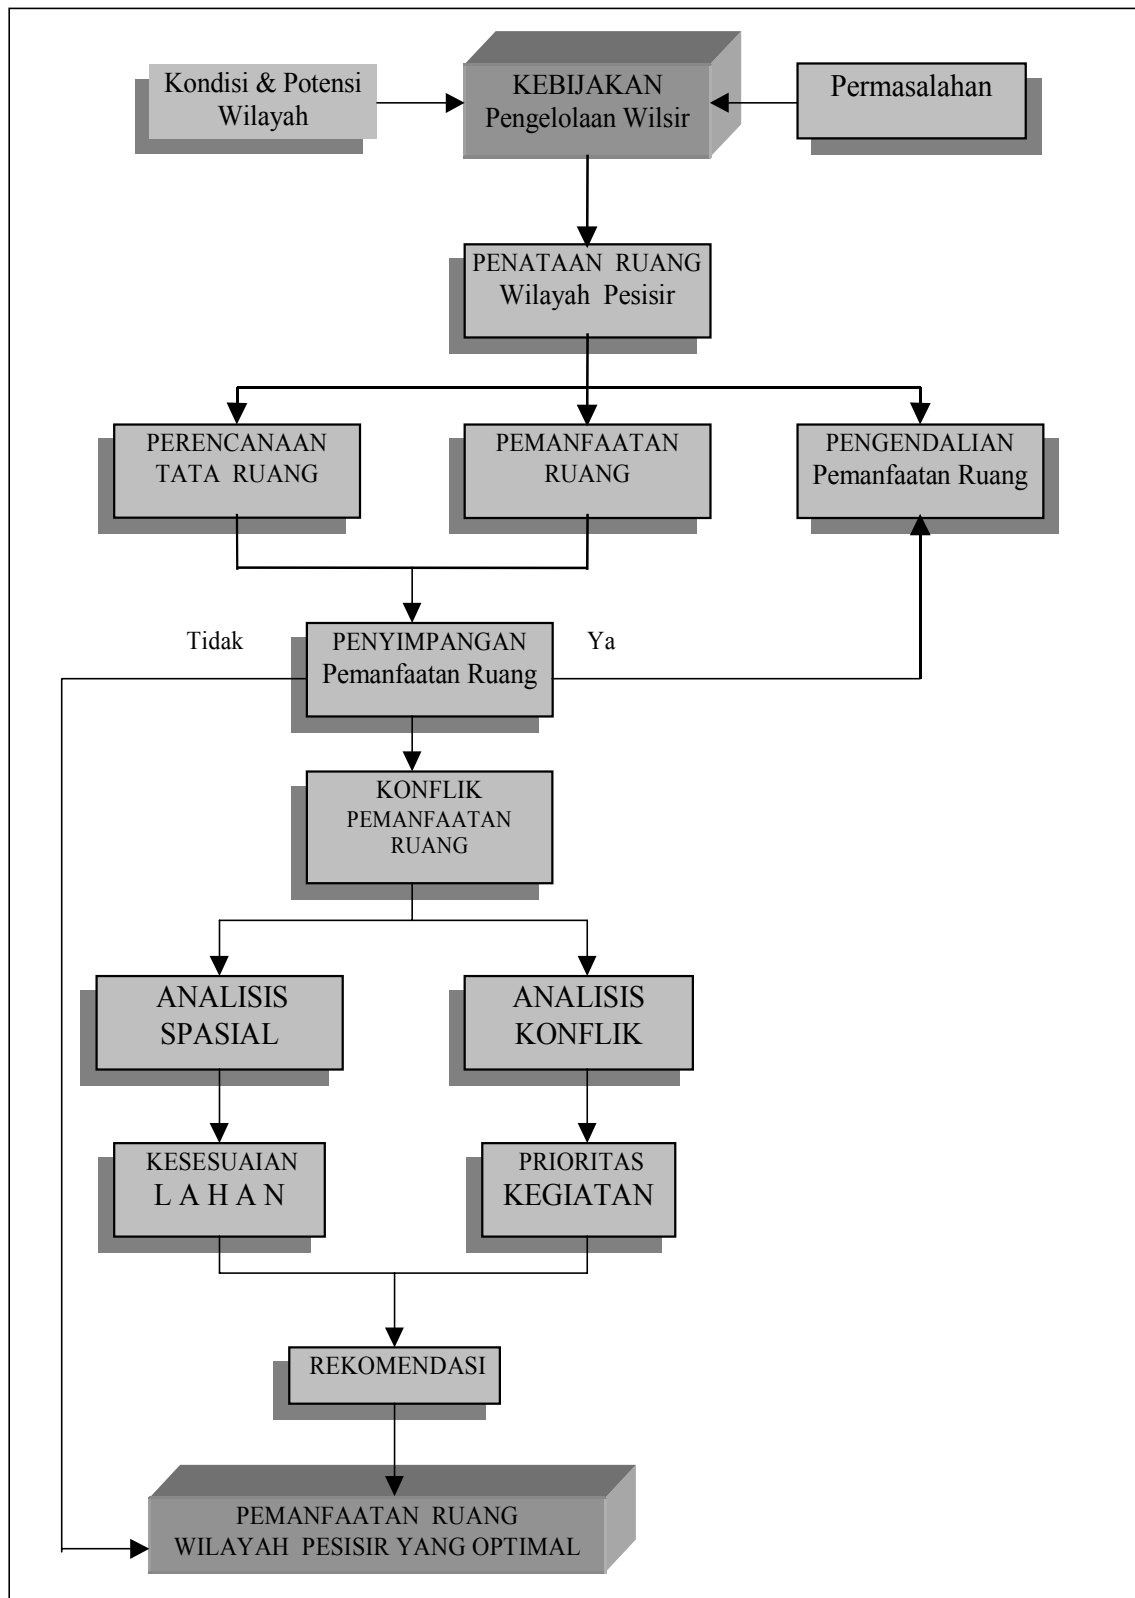 Kondisi & Potensi
Wilayah
KEBIJAKAN
Pengelolaan Wilsir
Permasalahan
PENATAAN RUANG
Wilayah Pesisir
PERENCANAAN
TATA RUANG
PEMANFAATAN
RUANG
PENGENDALIAN
Pemanfaatan Ruang
Tidak
PENYIMPANGAN
Pemanfaatan Ruang
Ya
KONFLIK
PEMANFAATAN
RUANG
ANALISIS
SPASIAL
ANALISIS
KONFLIK
KESESUAIAN
L A H A N
PRIORITAS
KEGIATAN
REKOMENDASI
PEMANFAATAN RUANG
WILAYAH PESISIR YANG OPTIMAL